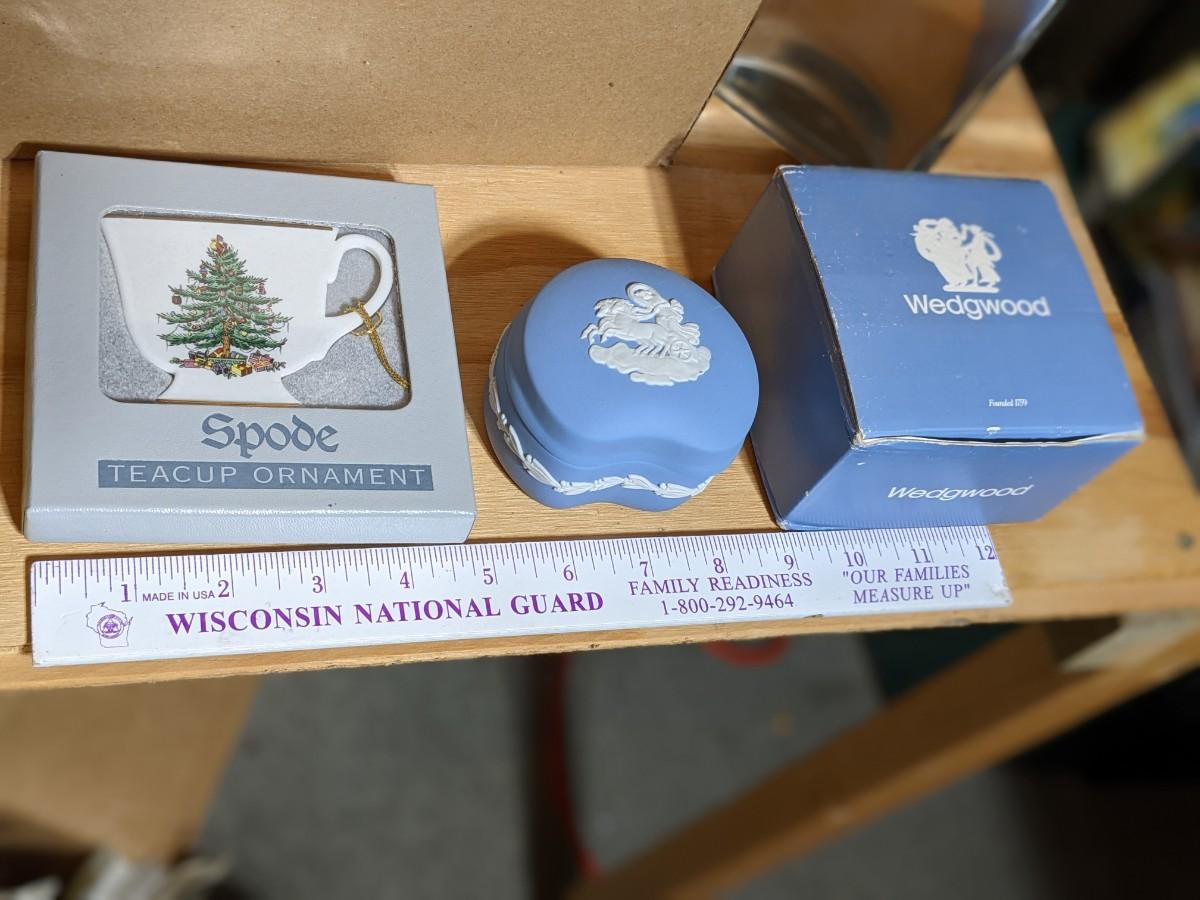 Spode
TEACUP ORNAMENT
Wedgwood
Founded 1759
Wedgwood
1 2 3 4 5 6 7 8 9 10 11 12
MADE IN USA
WISCONSIN NATIONAL GUARD
FAMILY READINESS
1-800-292-9464
"OUR FAMILIES
MEASURE UP"